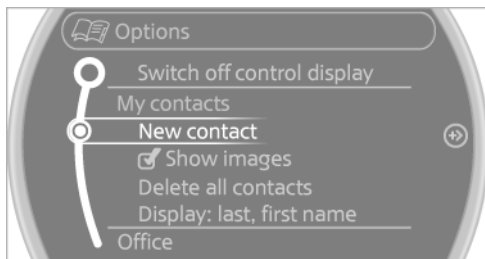 Options
Switch off control display
My contacts
New contact
Show images
Delete all contacts
Display: last, first name
Office